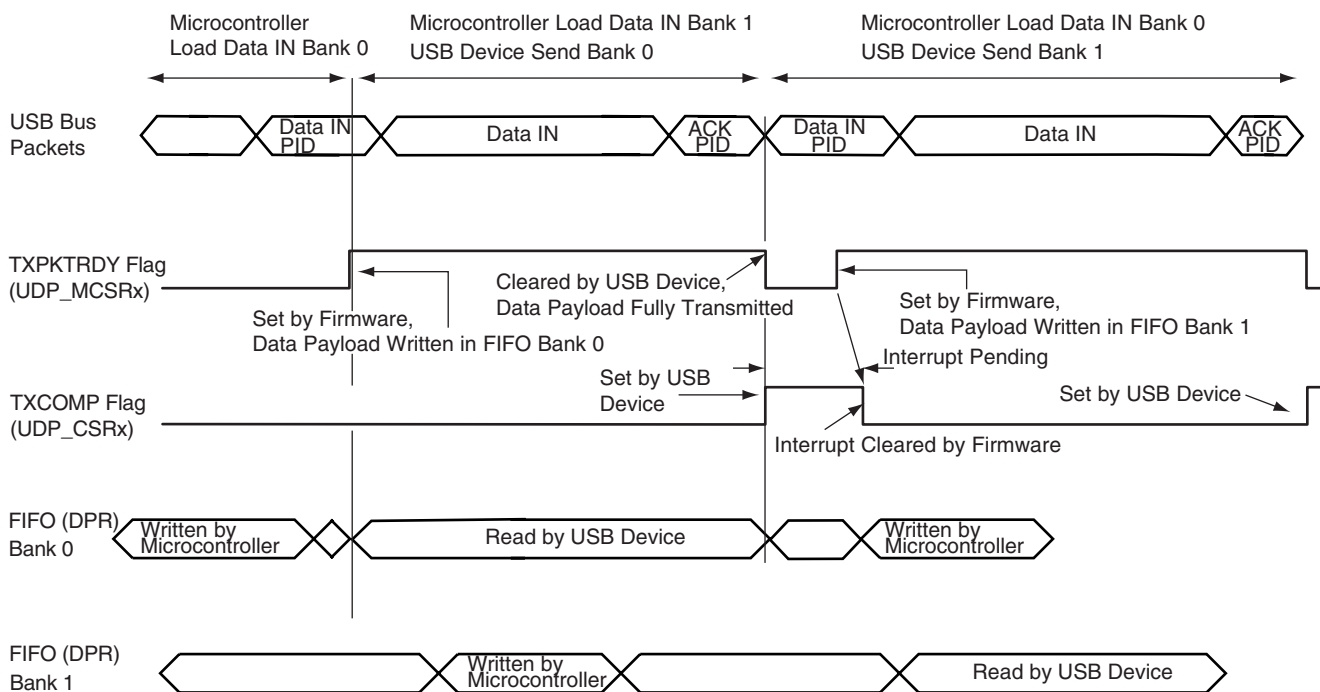 Microcontroller
Load Data IN Bank 0
Microcontroller Load Data IN Bank 1
USB Device Send Bank 0
Microcontroller Load Data IN Bank 0
USB Device Send Bank 1
USB Bus
Packets
Data IN
PID
Data IN
ACK
PID
Data IN
PID
Data IN
ACK
PID
TXPKTRDY Flag
(UDP_MCSRx)
Set by Firmware,
Data Payload Written in FIFO Bank 0
Cleared by USB Device,
Data Payload Fully Transmitted
Set by Firmware,
Data Payload Written in FIFO Bank 1
Interrupt Pending
TXCOMP Flag
(UDP_CSRx)
Set by USB
Device
Set by USB Device
Interrupt Cleared by Firmware
FIFO (DPR)
Bank 0
Written by
Microcontroller
Read by USB Device
Written by
Microcontroller
FIFO (DPR)
Bank 1
Written by
Microcontroller
Read by USB Device